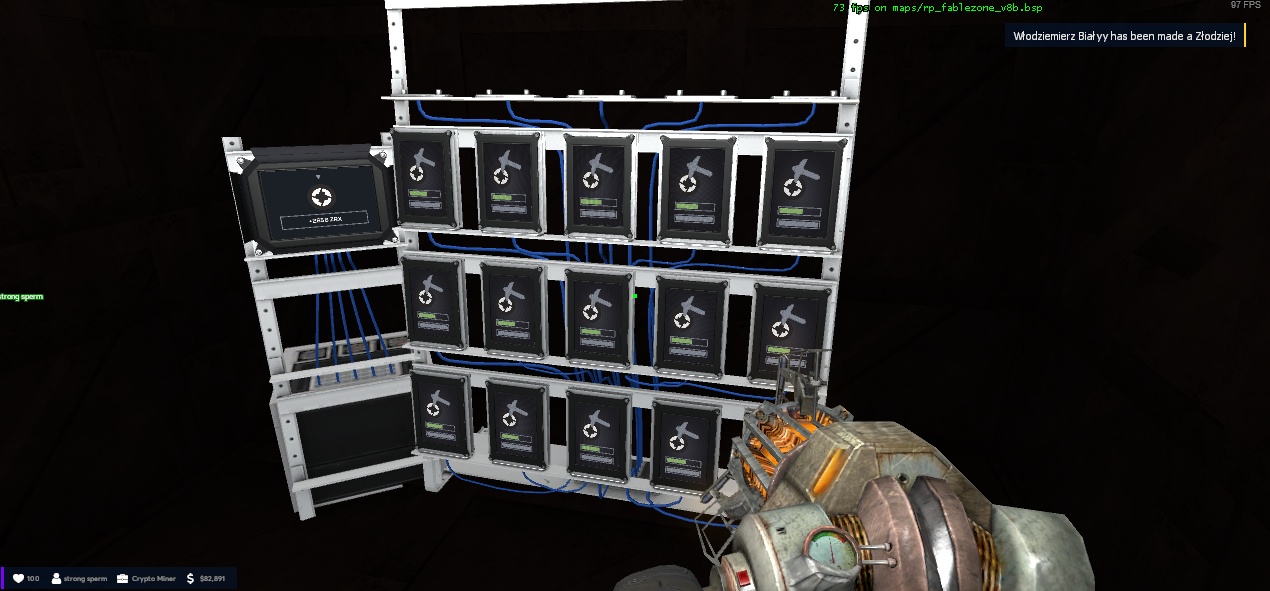 73 fps on maps/rp_fablezone_v8b.bsp
97 FPS
Włodziemierz Białyy has been made a Złodziej!
strong sperm
100
strong sperm
Crypto Miner
$82,891